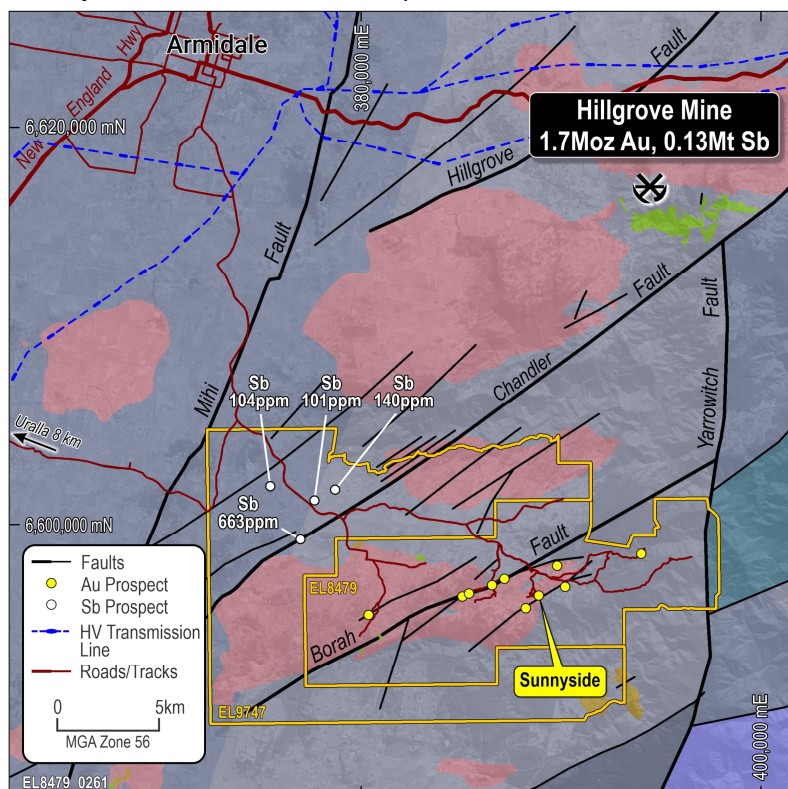 Armidale
New England Hwy
380,000 mE
Fault
6,620,000 mN
Hillgrove Mine
1.7Moz Au, 0.13Mt Sb
Hillgrove
Fault
Fault
Fault
Chandler
Yarrowitch
Mihi
Sb
104ppm
Sb
101ppm
Sb
140ppm
Uralla 8 km
Sb
663ppm
6,600,000 mN
Fault
EL8479
Borah
Sunnyside
EL9747
400,000 mE
Faults
Au Prospect
Sb Prospect
HV Transmission
Line
Roads/Tracks
0 5km
MGA Zone 56
EL8479_0261